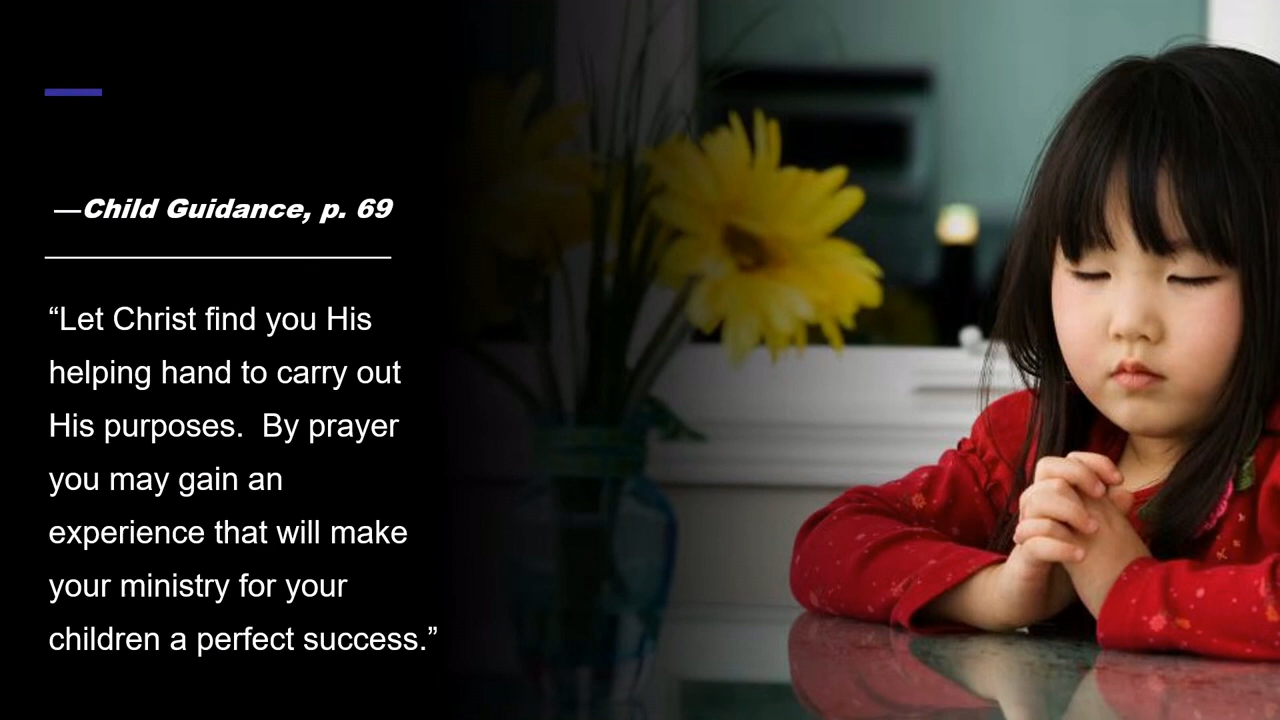 —Child Guidance, p. 69
“Let Christ find you His
helping hand to carry out
His purposes.  By prayer
you may gain an
experience that will make
your ministry for your
children a perfect success.”